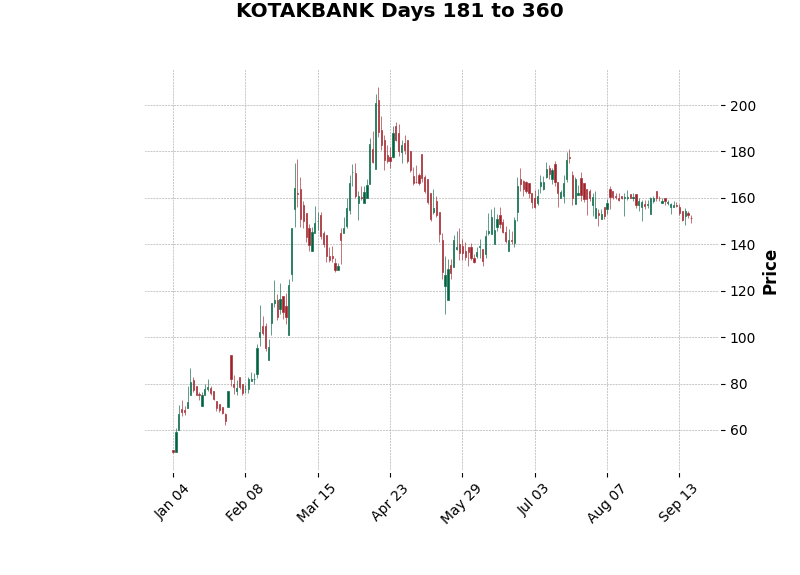 KOTAKBANK Days 181 to 360
200
180
160
140
120
100
80
60
Price
Jan 04
Feb 08
Mar 15
Apr 23
May 29
Jul 03
Aug 07
Sep 13